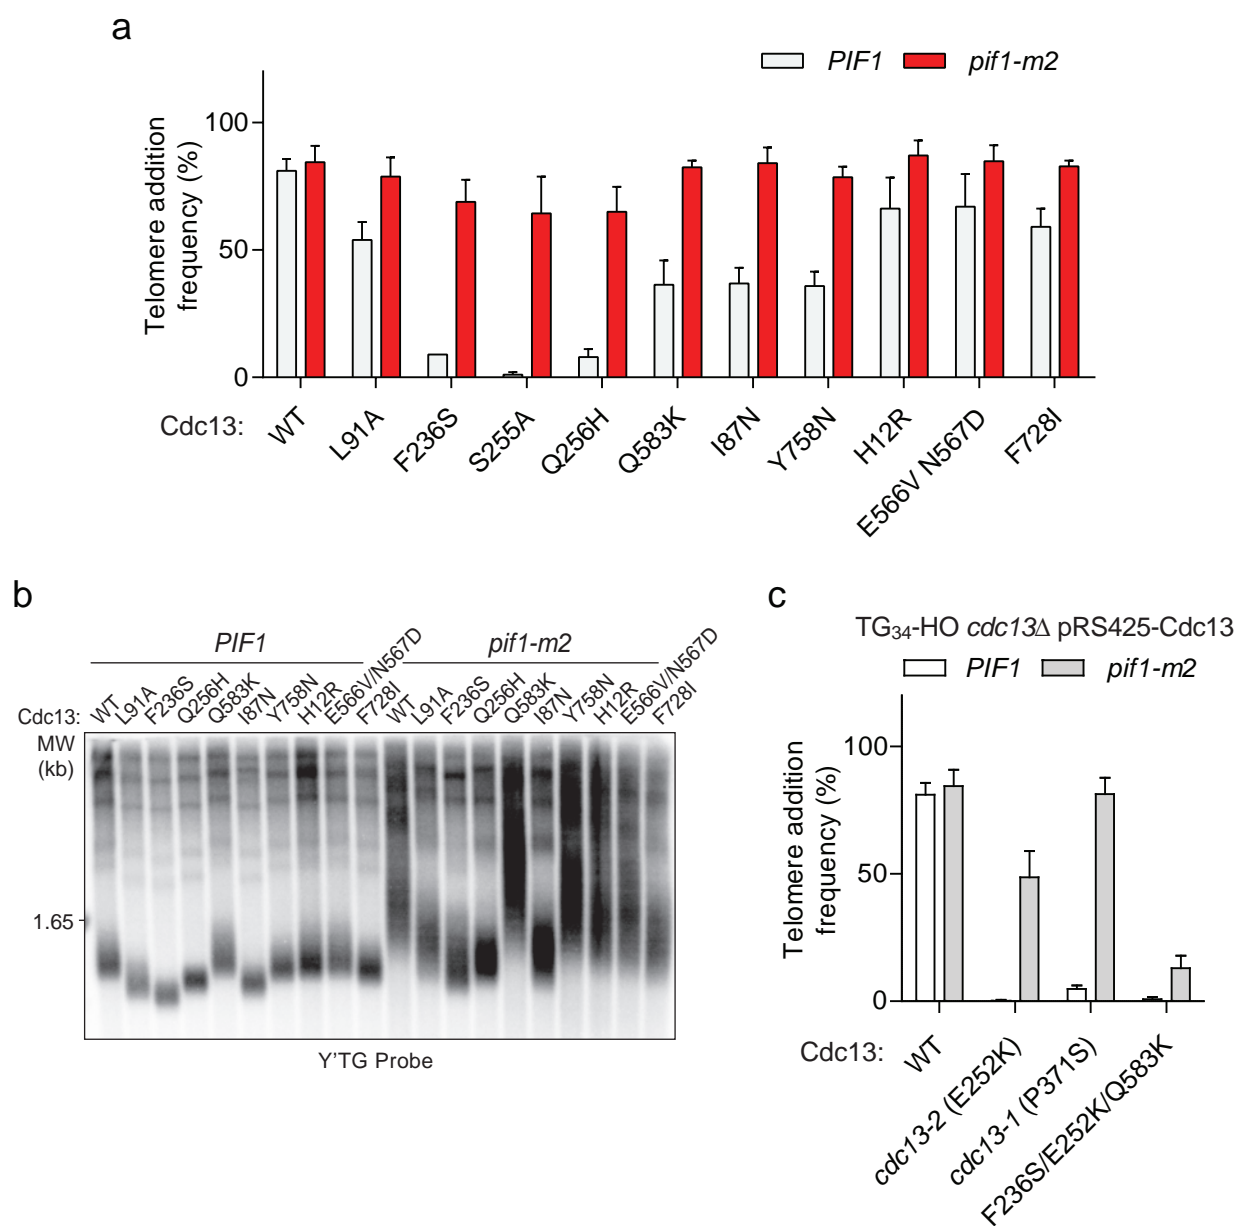 a
PIF1 pif1-m2
Telomere addition
frequency (%)
100
50
0
Cdc13: WT L91A F236S S255A Q256H Q583K I87N Y758N H12R E566V N567D F728I
b
PIF1 pif1-m2
Cdc13: WT L91A F236S Q256H Q583K I87N Y758N H12R E566V/N567D F728I WT L91A F236S Q256H Q583K I87N Y758N H12R E566V/N567D F728I
MW
(kb)
1.65
Y'TG Probe
c
TG34-HO cdc13Δ pRS425-Cdc13
PIF1 pif1-m2
Telomere addition
frequency (%)
100
50
0
Cdc13: WT cdc13-2 (E252K) cdc13-1 (P371S) F236S/E252K/Q583K